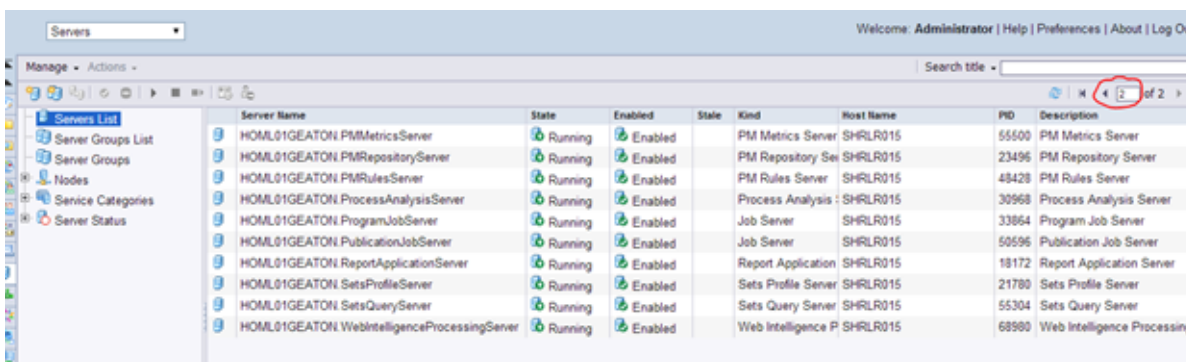 Servers
Welcome: Administrator | Help | Preferences | About | Log O
Manage Actions
Search title
2 of 2
Servers List
Server Groups List
Server Groups
Nodes
Service Categories
Server Status
Server Name State Enabled Stale Kind Host Name PID Description
HOML01GEATON.PMMetricsServer Running Enabled PM Metrics Server SHRLR015 55500 PM Metrics Server
HOML01GEATON.PMRepositoryServer Running Enabled PM Repository Se SHRLR015 23496 PM Repository Server
HOML01GEATON.PMRulesServer Running Enabled PM Rules Server SHRLR015 48428 PM Rules Server
HOML01GEATON.ProcessAnalysisServer Running Enabled Process Analysis SHRLR015 30968 Process Analysis Server
HOML01GEATON.ProgramJobServer Running Enabled Job Server SHRLR015 33864 Program Job Server
HOML01GEATON.PublicationJobServer Running Enabled Job Server SHRLR015 50596 Publication Job Server
HOML01GEATON.ReportApplicationServer Running Enabled Report Application SHRLR015 18172 Report Application Server
HOML01GEATON.SetsProfileServer Running Enabled Sets Profile Server SHRLR015 21780 Sets Profile Server
HOML01GEATON.SetsQueryServer Running Enabled Sets Query Server SHRLR015 55304 Sets Query Server
HOML01GEATON.WebIntelligenceProcessingServer Running Enabled Web Intelligence P SHRLR015 68980 Web Intelligence Processin